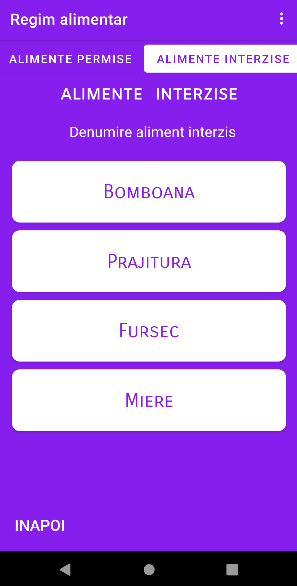 Regim alimentar
ALIMENTE PERMISE
ALIMENTE INTERZISE
ALIMENTE INTERZISE
Denumire aliment interzis
Bomboana
Prajitura
Fursec
Miere
INAPOI